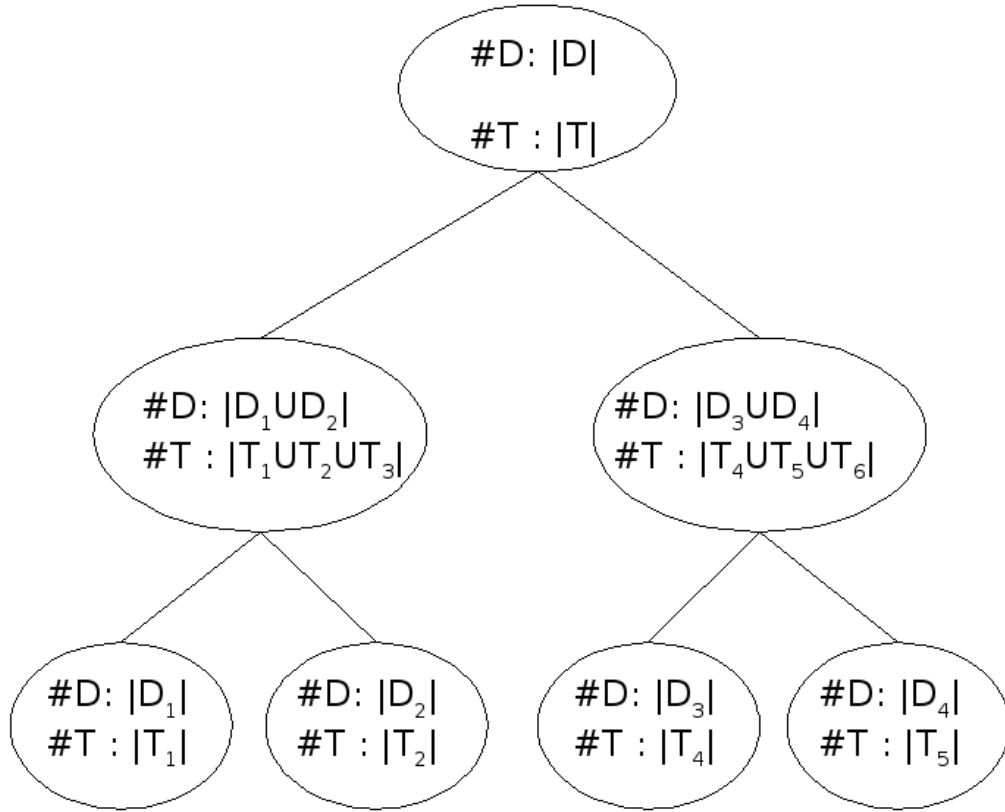 #D: |D|
#T : |T|
#D: |D₁UD₂|
#T : |T₁UT₂UT₃|
#D: |D₃UD₄|
#T : |T₄UT₅UT₆|
#D: |D₁|
#T : |T₁|
#D: |D₂|
#T : |T₂|
#D: |D₃|
#T : |T₄|
#D: |D₄|
#T : |T₅|